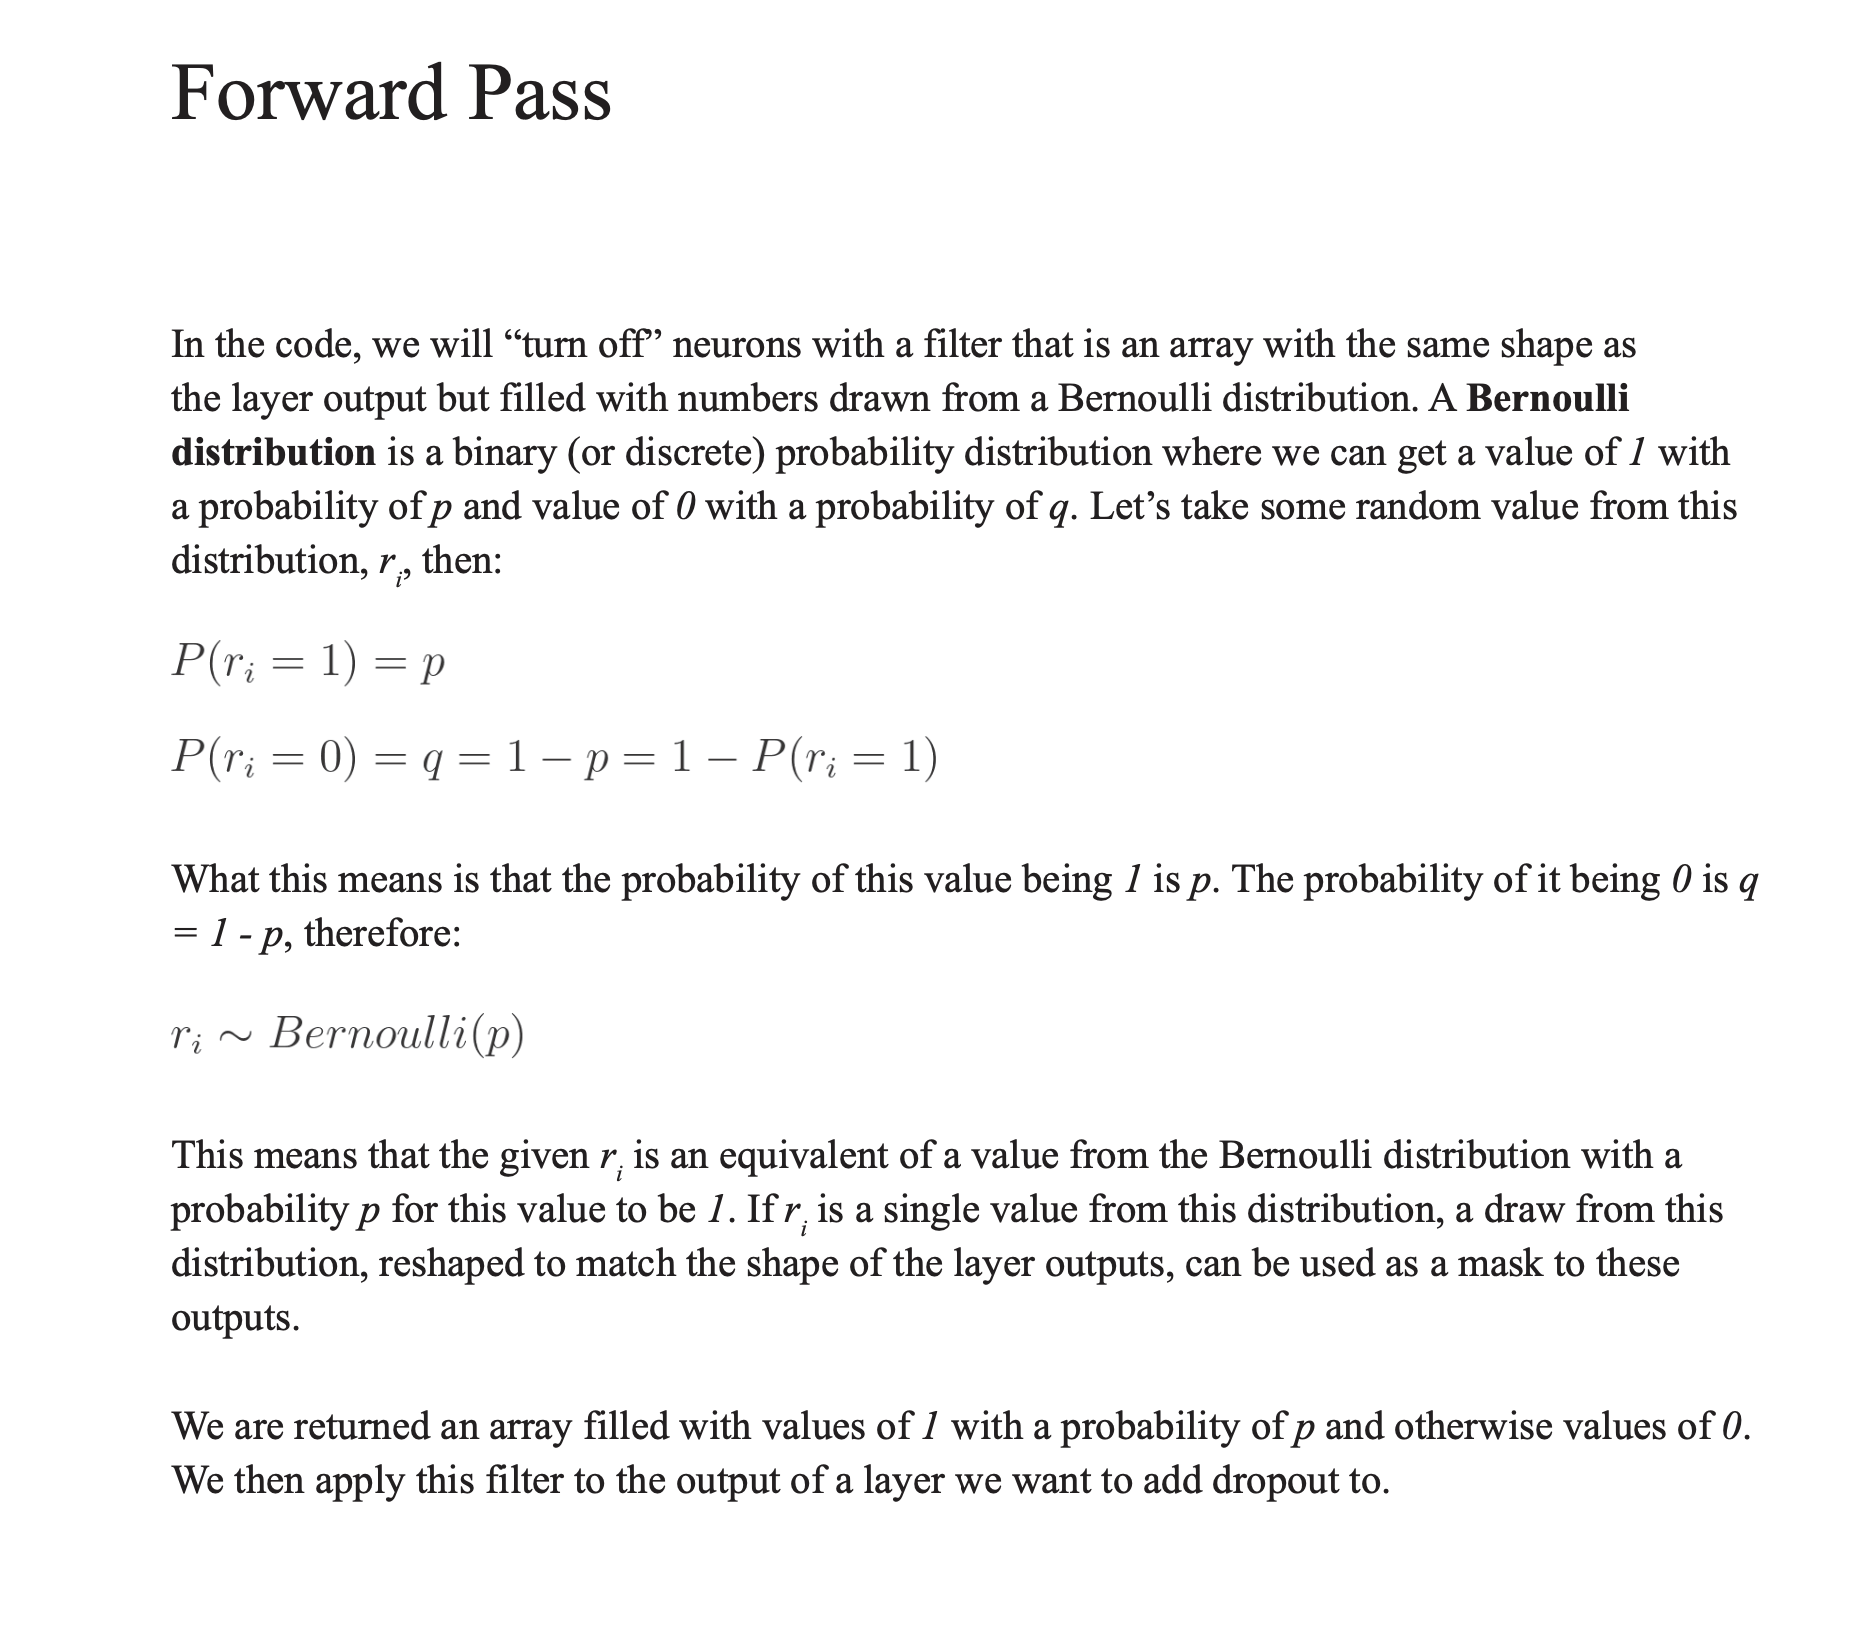 Forward Pass
In the code, we will “turn off” neurons with a filter that is an array with the same shape as
the layer output but filled with numbers drawn from a Bernoulli distribution. A Bernoulli
distribution is a binary (or discrete) probability distribution where we can get a value of 1 with
a probability of p and value of 0 with a probability of q. Let’s take some random value from this
distribution, r_i, then:
P(r_i = 1) = p
P(r_i = 0) = q = 1 − p = 1 − P(r_i = 1)
What this means is that the probability of this value being 1 is p. The probability of it being 0 is q
= 1 - p, therefore:
r_i ∼ Bernoulli(p)
This means that the given r_i is an equivalent of a value from the Bernoulli distribution with a
probability p for this value to be 1. If r_i is a single value from this distribution, a draw from this
distribution, reshaped to match the shape of the layer outputs, can be used as a mask to these
outputs.
We are returned an array filled with values of 1 with a probability of p and otherwise values of 0.
We then apply this filter to the output of a layer we want to add dropout to.